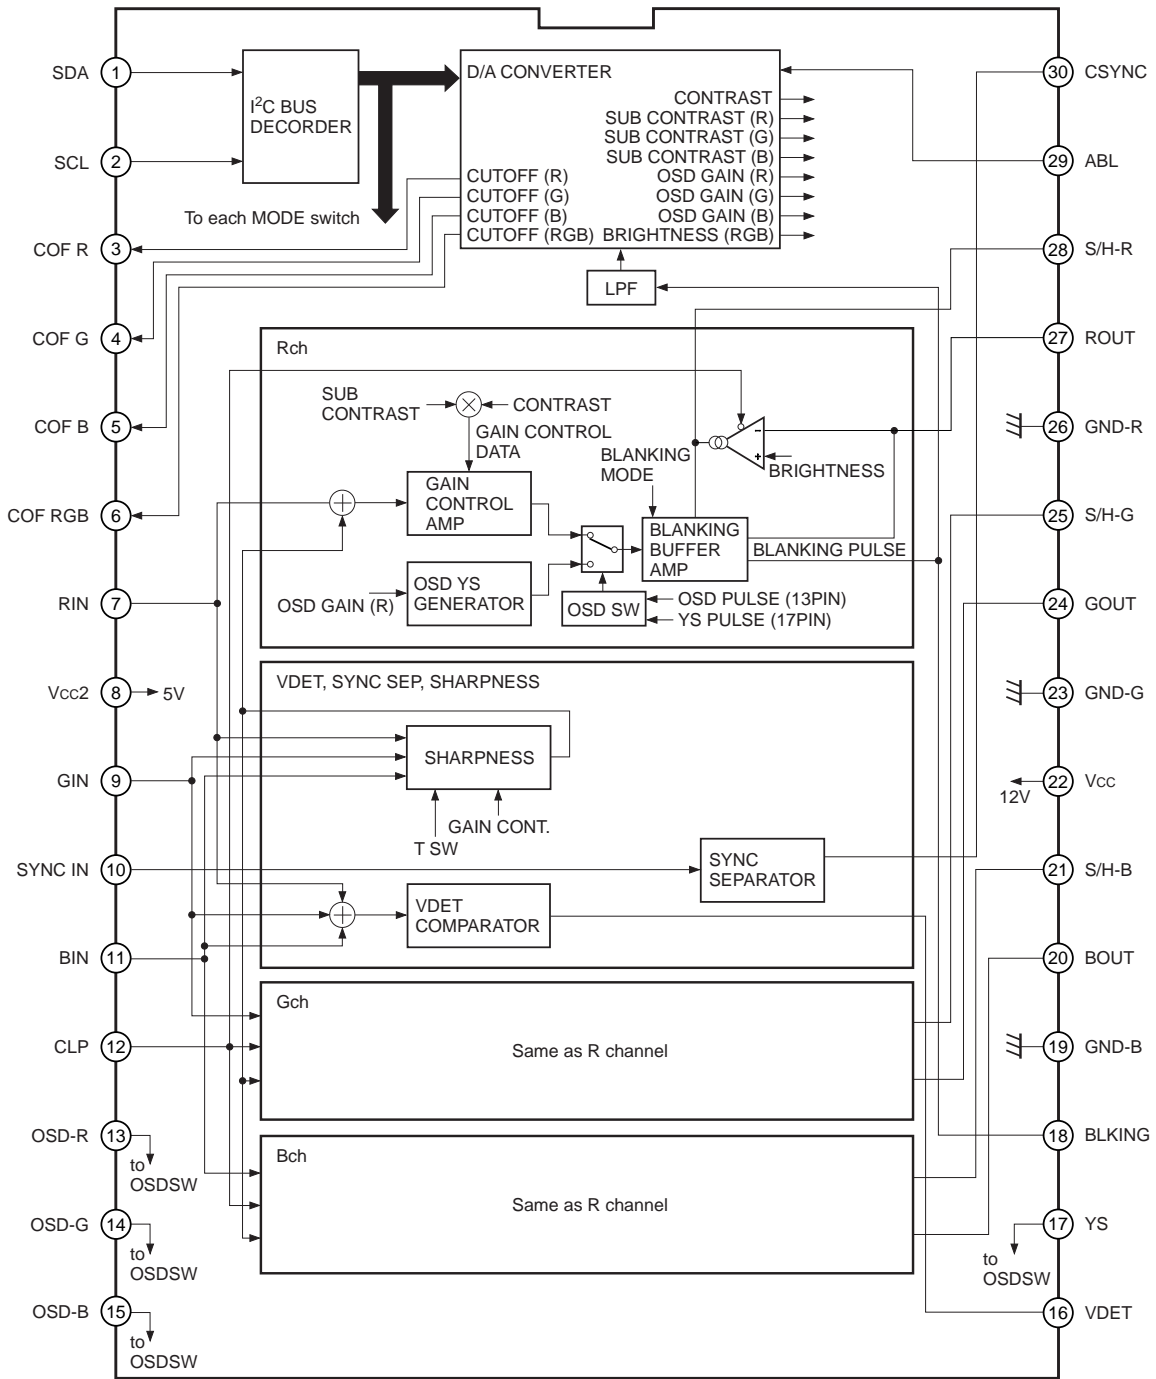 SDA 1
I²C BUS
DECORDER
D/A CONVERTER
CONTRAST
SUB CONTRAST (R)
SUB CONTRAST (G)
SUB CONTRAST (B)
OSD GAIN (R)
OSD GAIN (G)
OSD GAIN (B)
BRIGHTNESS (RGB)
CUTOFF (R)
CUTOFF (G)
CUTOFF (B)
CUTOFF (RGB)
30 CSYNC
SCL 2
29 ABL
To each MODE switch
COF R 3
LPF
28 S/H-R
COF G 4
27 ROUT
Rch
SUB
CONTRAST
CONTRAST
GAIN CONTROL
DATA
BLANKING
MODE
-
+
BRIGHTNESS
COF B 5
26 GND-R
GAIN
CONTROL
AMP
COF RGB 6
25 S/H-G
BLANKING
BUFFER
AMP
BLANKING PULSE
OSD YS
GENERATOR
OSD GAIN (R)
OSD SW
OSD PULSE (13PIN)
YS PULSE (17PIN)
RIN 7
24 GOUT
VDET, SYNC SEP, SHARPNESS
Vcc2 8 5V
23 GND-G
SHARPNESS
GIN 9
22 Vcc
12V
GAIN CONT.
T SW
SYNC IN 10
SYNC
SEPARATOR
21 S/H-B
VDET
COMPARATOR
BIN 11
20 BOUT
Gch
Same as R channel
CLP 12
19 GND-B
OSD-R 13
to
OSDSW
18 BLKING
Bch
Same as R channel
OSD-G 14
to
OSDSW
17 YS
to
OSDSW
OSD-B 15
to
OSDSW
16 VDET